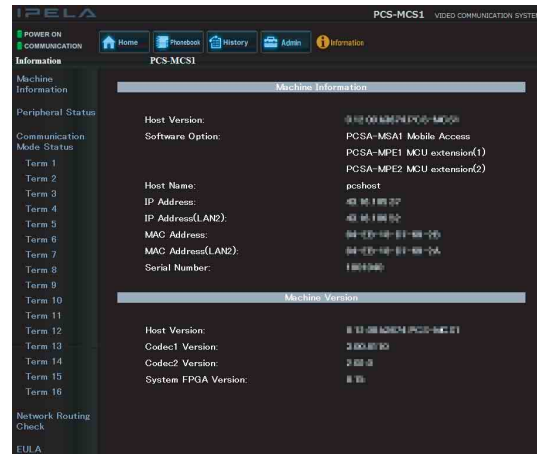 IPELA
PCS-MCS1 VIDEO COMMUNICATION SYSTEM
POWER ON
COMMUNICATION
Home Phonebook History Admin Information
Information PCS-MCS1
Machine
Information
Peripheral Status
Communication
Mode Status
Term 1
Term 2
Term 3
Term 4
Term 5
Term 6
Term 7
Term 8
Term 9
Term 10
Term 11
Term 12
Term 13
Term 14
Term 15
Term 16
Network Routing
Check
EULA
Machine Information
Host Version:
Software Option: PCSA-MSA1 Mobile Access
PCSA-MPE1 MCU extension(1)
PCSA-MPE2 MCU extension(2)
Host Name: pcshost
IP Address:
IP Address(LAN2):
MAC Address:
MAC Address(LAN2):
Serial Number:
Machine Version
Host Version:
Codec1 Version:
Codec2 Version:
System FPGA Version: